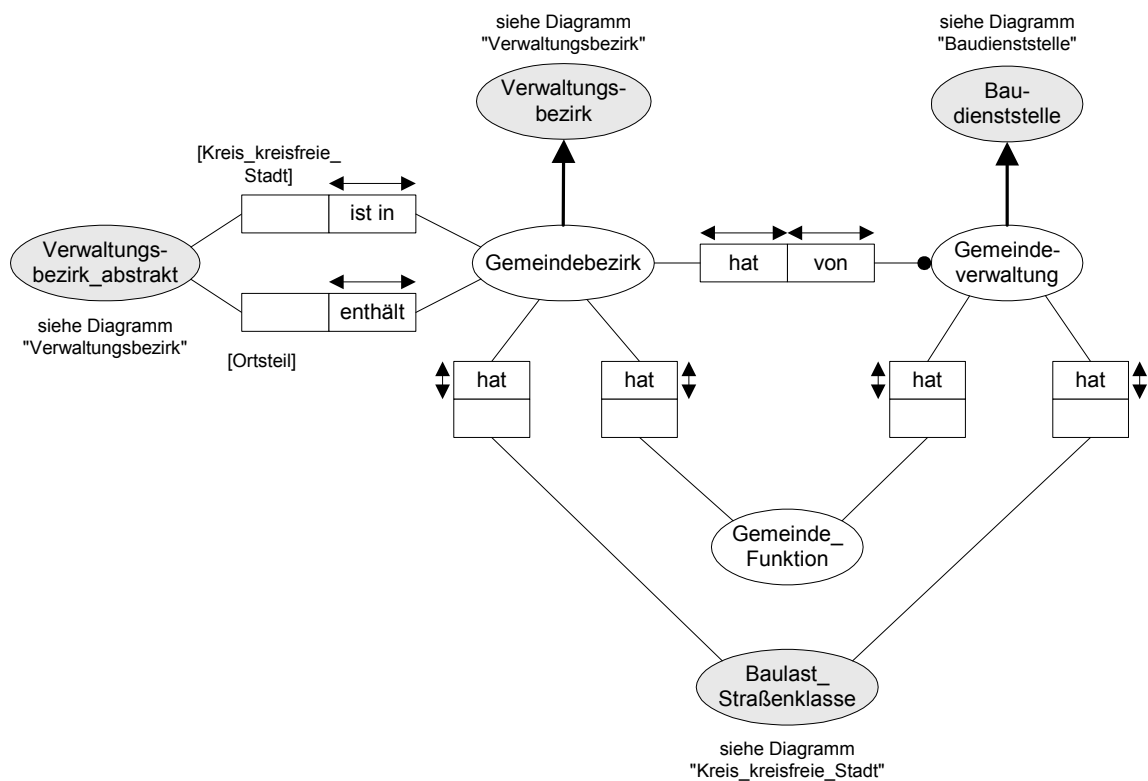 siehe Diagramm
"Verwaltungsbezirk"
siehe Diagramm
"Baudienststelle"
Verwaltungs-
bezirk
Bau-
dienststelle
[Kreis_kreisfreie_
Stadt]
ist in
Verwaltungs-
bezirk_abstrakt
Gemeindebezirk
hat
von
Gemeinde-
verwaltung
enthält
siehe Diagramm
"Verwaltungsbezirk"
[Ortsteil]
hat
hat
hat
hat
Gemeinde_
Funktion
Baulast_
Straßenklasse
siehe Diagramm
"Kreis_kreisfreie_Stadt"